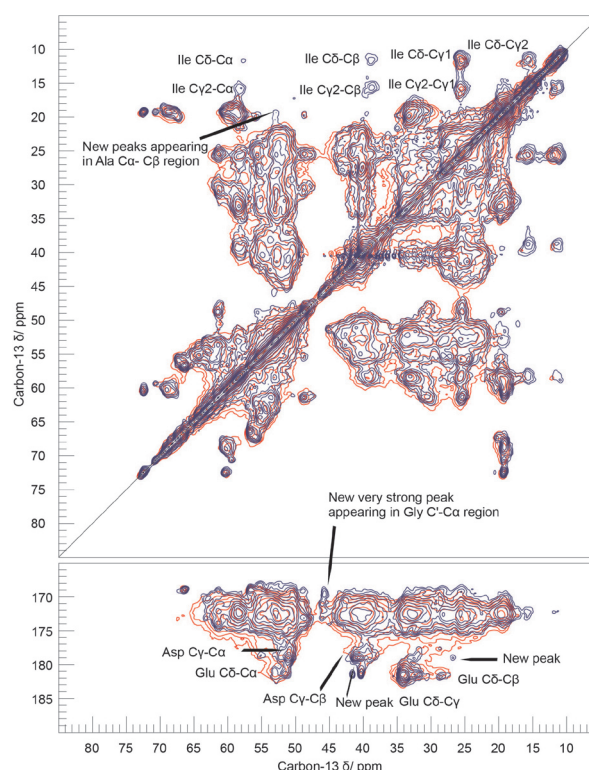 10
15
20
25
30
35
40
45
50
55
60
65
70
75
80
Carbon-13 δ/ ppm
Ile Cδ-Cα
Ile Cδ-Cβ
Ile Cδ-Cγ1
Ile Cδ-Cγ2
Ile Cγ2-Cα
Ile Cγ2-Cβ
Ile Cγ2-Cγ1
New peaks appearing
in Ala Cα- Cβ region
New very strong peak
appearing in Gly C'-Cα region
170
175
180
185
Asp Cγ-Cα
Glu Cδ-Cα
Asp Cγ-Cβ
New peak
Glu Cδ-Cγ
Glu Cδ-Cβ
New peak
80 75 70 65 60 55 50 45 40 35 30 25 20 15 10
Carbon-13 δ/ ppm